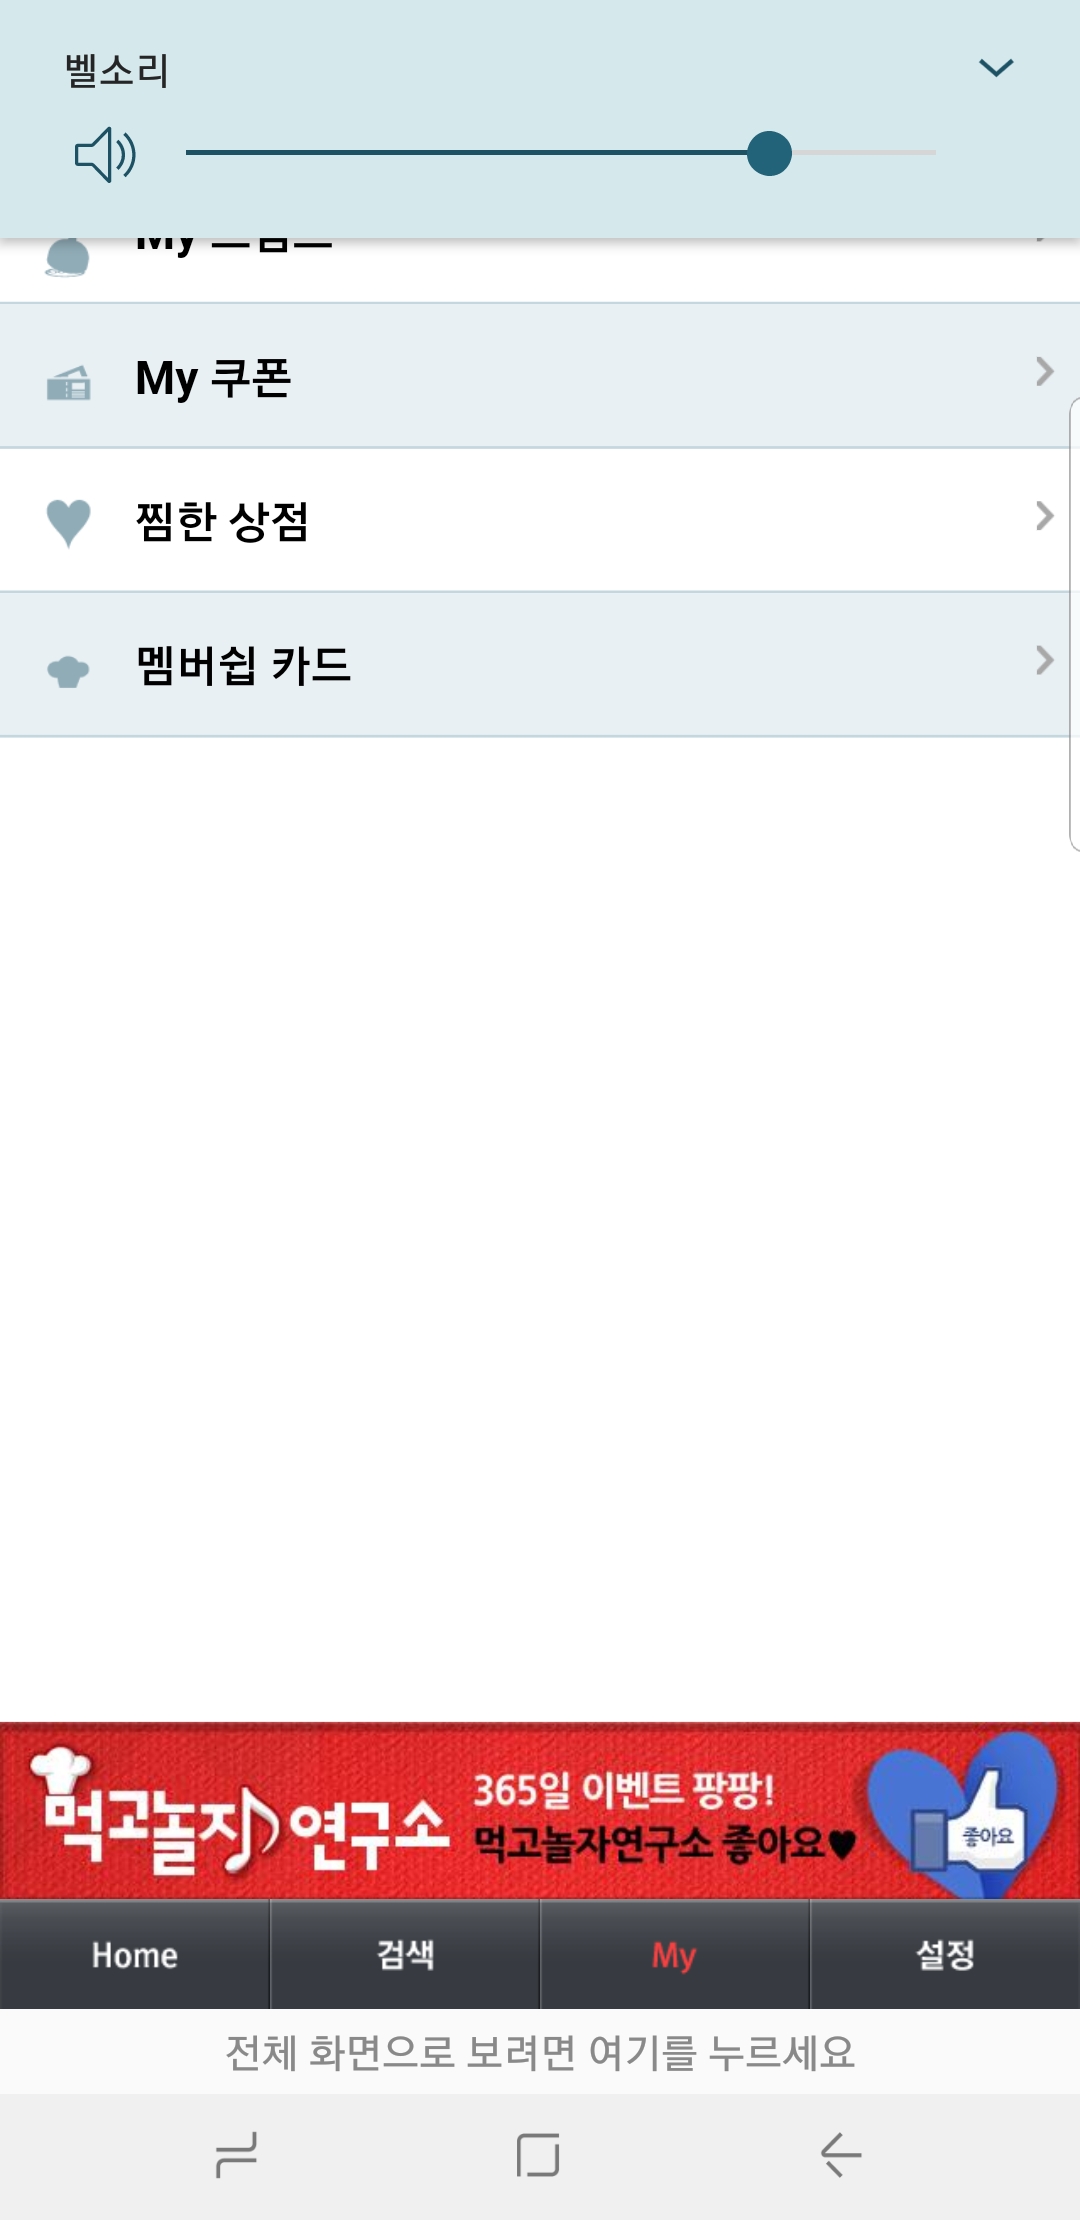 벨소리
My
My 쿠폰
찜한 상점
멤버쉽 카드
먹고놀자 연구소
365일 이벤트 팡팡!
먹고놀자연구소 좋아요♥
좋아요
Home
검색
My
설정
전체 화면으로 보려면 여기를 누르세요